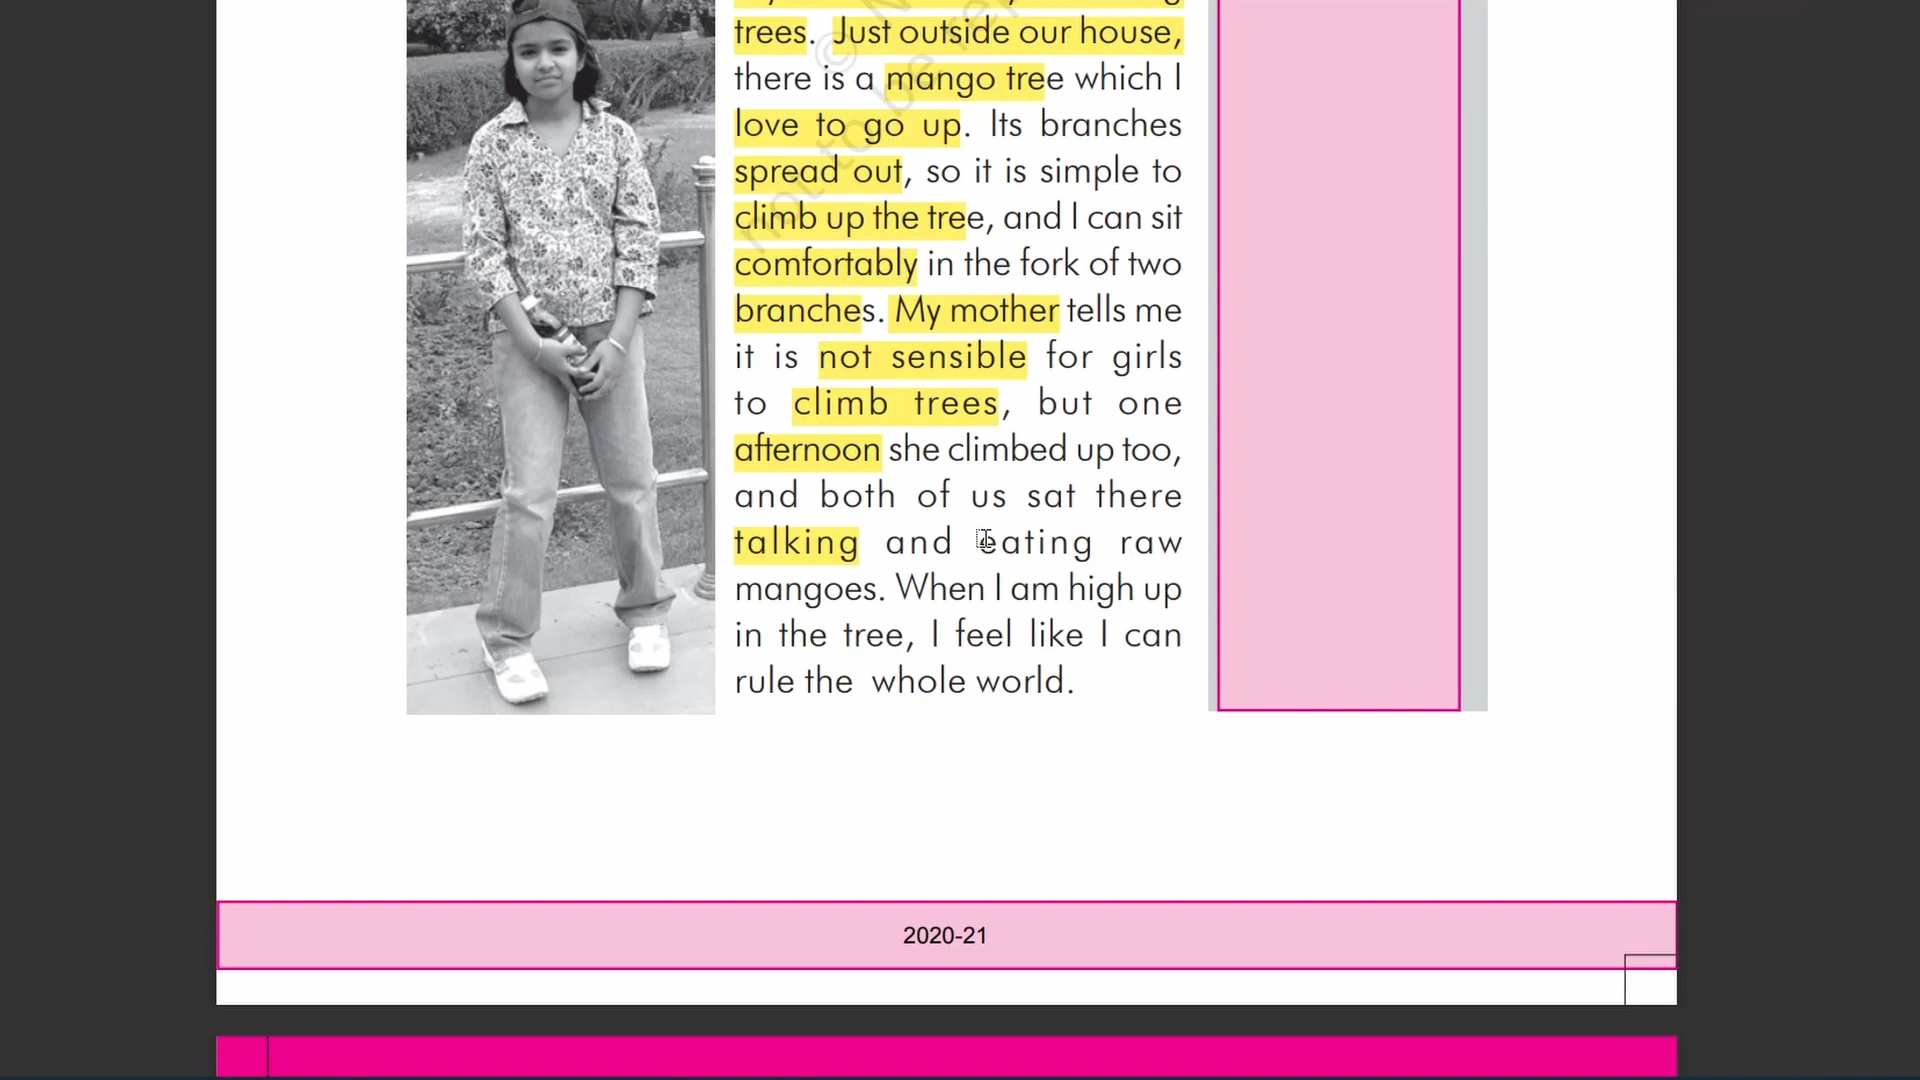 trees. Just outside our house,
there is a mango tree which I
love to go up. Its branches
spread out, so it is simple to
climb up the tree, and I can sit
comfortably in the fork of two
branches. My mother tells me
it is not sensible for girls
to climb trees, but one
afternoon she climbed up too,
and both of us sat there
talking and eating raw
mangoes. When I am high up
in the tree, I feel like I can
rule the whole world.
© N
not to be rep
2020-21